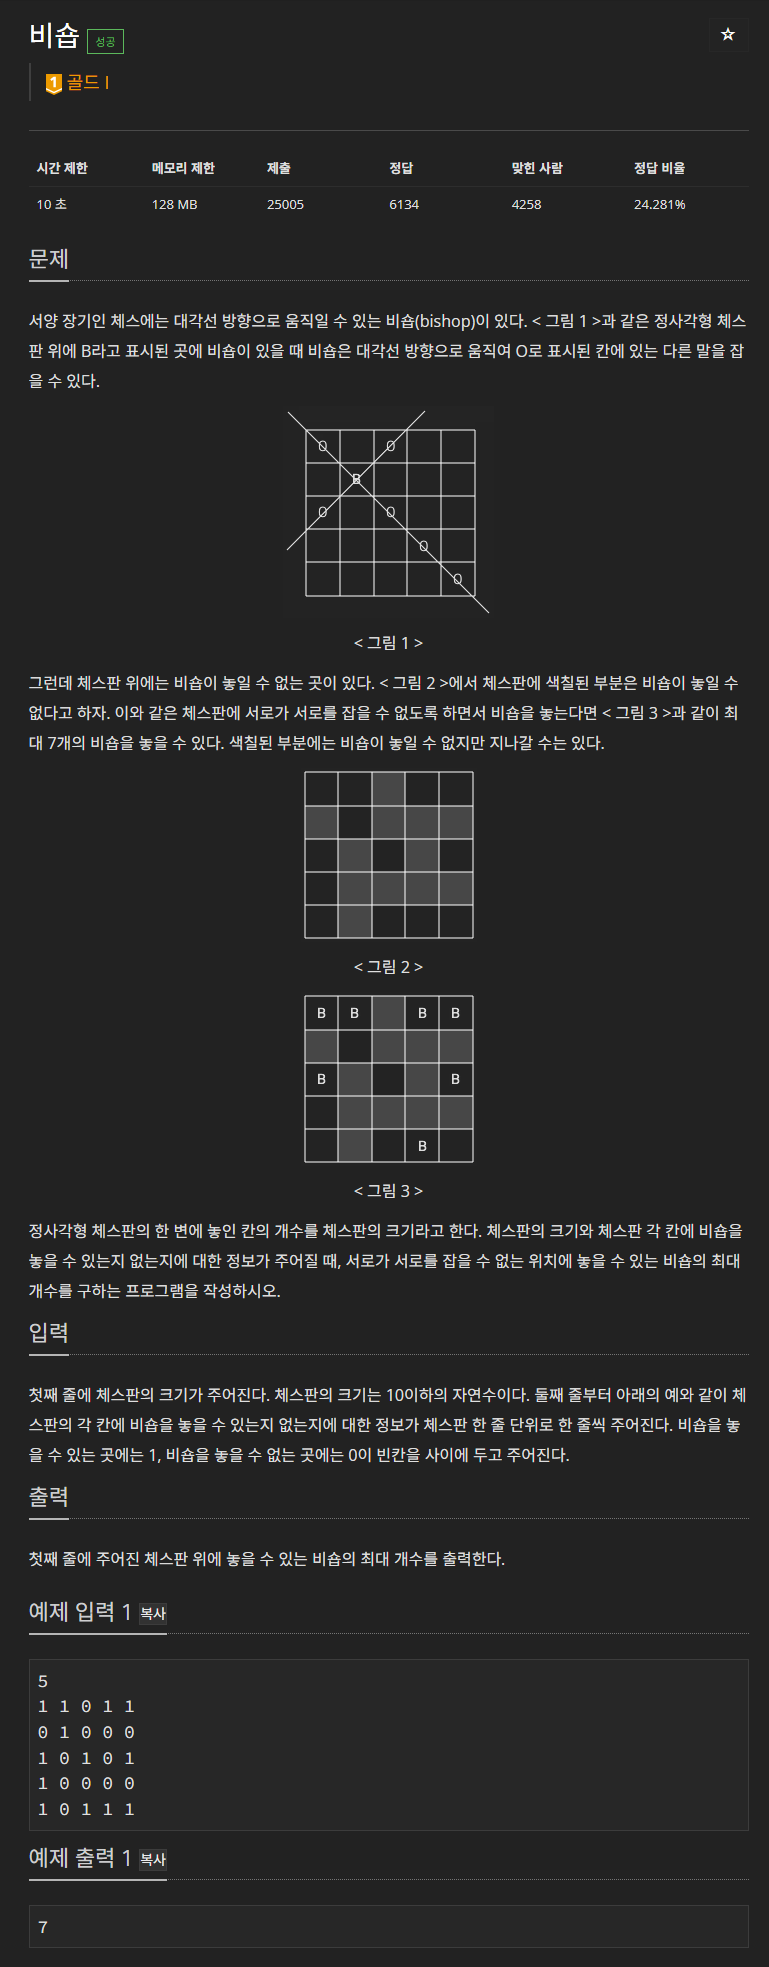 비숍 성공 ☆
1 골드 I
시간 제한 메모리 제한 제출 정답 맞힌 사람 정답 비율
10 초 128 MB 25005 6134 4258 24.281%
문제
서양 장기인 체스에는 대각선 방향으로 움직일 수 있는 비숍(bishop)이 있다. < 그림 1 >과 같은 정사각형 체스
판 위에 B라고 표시된 곳에 비숍이 있을 때 비숍은 대각선 방향으로 움직여 O로 표시된 칸에 있는 다른 말을 잡
을 수 있다.
O O
B
O O
O
O
< 그림 1 >
그런데 체스판 위에는 비숍이 놓일 수 없는 곳이 있다. < 그림 2 >에서 체스판에 색칠된 부분은 비숍이 놓일 수
없다고 하자. 이와 같은 체스판에 서로가 서로를 잡을 수 없도록 하면서 비숍을 놓는다면 < 그림 3 >과 같이 최
대 7개의 비숍을 놓을 수 있다. 색칠된 부분에는 비숍이 놓일 수 없지만 지나갈 수는 있다.
< 그림 2 >
B B B B
B B
B
< 그림 3 >
정사각형 체스판의 한 변에 놓인 칸의 개수를 체스판의 크기라고 한다. 체스판의 크기와 체스판 각 칸에 비숍을
놓을 수 있는지 없는지에 대한 정보가 주어질 때, 서로가 서로를 잡을 수 없는 위치에 놓을 수 있는 비숍의 최대
개수를 구하는 프로그램을 작성하시오.
입력
첫째 줄에 체스판의 크기가 주어진다. 체스판의 크기는 10이하의 자연수이다. 둘째 줄부터 아래의 예와 같이 체
스판의 각 칸에 비숍을 놓을 수 있는지 없는지에 대한 정보가 체스판 한 줄 단위로 한 줄씩 주어진다. 비숍을 놓
을 수 있는 곳에는 1, 비숍을 놓을 수 없는 곳에는 0이 빈칸을 사이에 두고 주어진다.
출력
첫째 줄에 주어진 체스판 위에 놓을 수 있는 비숍의 최대 개수를 출력한다.
예제 입력 1 복사
5
1 1 0 1 1
0 1 0 0 0
1 0 1 0 1
1 0 0 0 0
1 0 1 1 1
예제 출력 1 복사
7